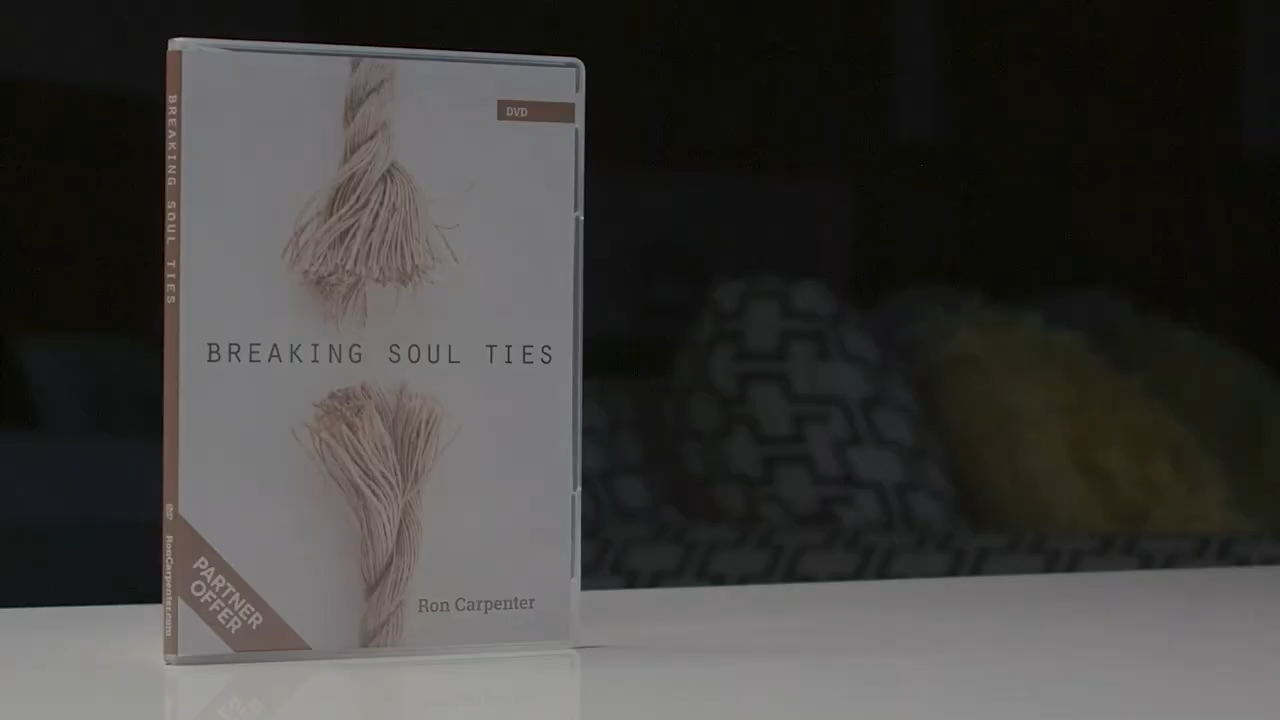 DVD
BREAKING SOUL TIES
BREAKING SOUL TIES
PARTNER
OFFER
Ron Carpenter
RonCarpenter.com